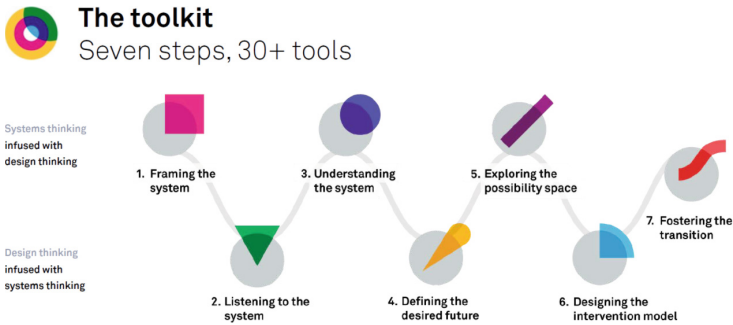 The toolkit
Seven steps, 30+ tools
Systems thinking
infused with
design thinking
1. Framing the
system
3. Understanding
the system
5. Exploring the
possibility space
7. Fostering the
transition
Design thinking
infused with
systems thinking
2. Listening to the
system
4. Defining the
desired future
6. Designing the
intervention model